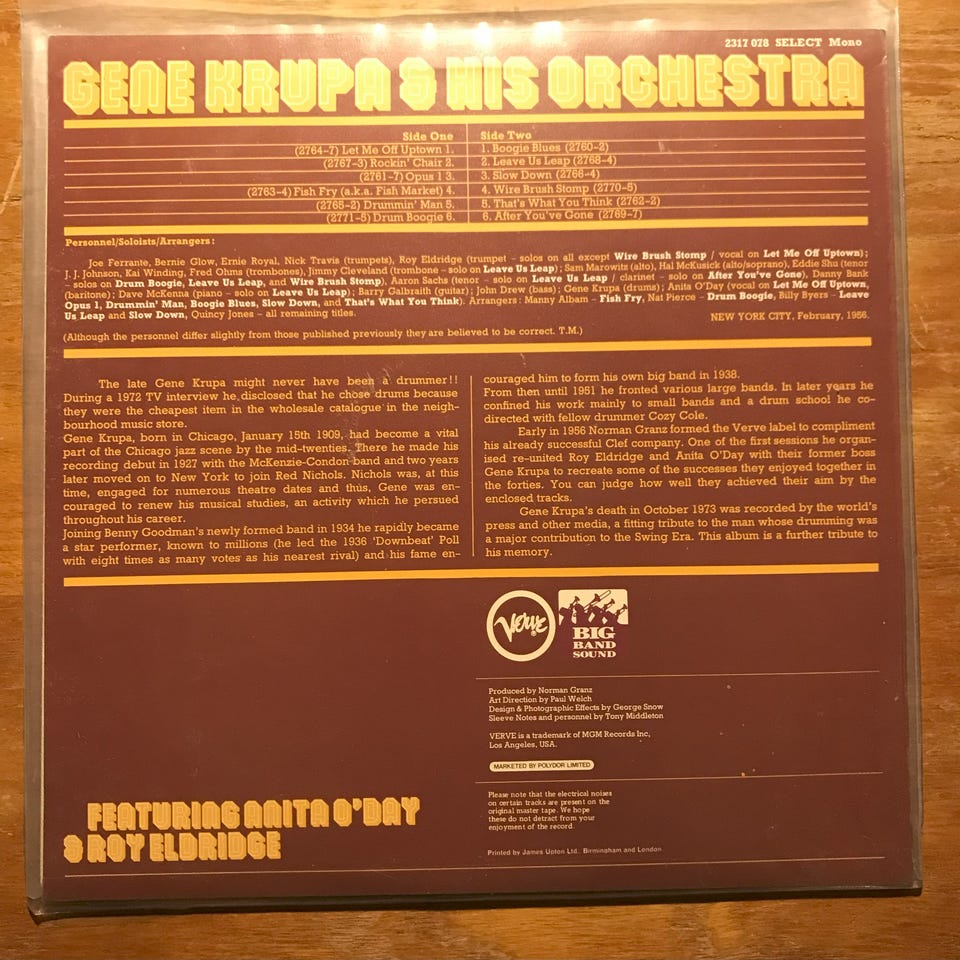 2317 078 SELECT Mono
GENE KRUPA & HIS ORCHESTRA
Side One
(2764-7) Let Me Off Uptown 1.
(2767-3) Rockin' Chair 2.
(2761-7) Opus 1 3.
(2763-4) Fish Fry (a.k.a. Fish Market) 4.
(2765-2) Drummin' Man 5.
(2771-5) Drum Boogie 6.
Side Two
1. Boogie Blues (2760-2)
2. Leave Us Leap (2768-4)
3. Slow Down (2766-4)
4. Wire Brush Stomp (2770-5)
5. That's What You Think (2762-2)
6. After You've Gone (2769-7)
Personnel/Soloists/Arrangers:
Joe Ferrante, Bernie Glow, Ernie Royal, Nick Travis (trumpets), Roy Eldridge (trumpet – solos on all except Wire Brush Stomp / vocal on Let Me Off Uptown);
J. J. Johnson, Kai Winding, Fred Ohms (trombones), Jimmy Cleveland (trombone – solo on Leave Us Leap); Sam Marowitz (alto), Hal McKusick (alto/soprano), Eddie Shu (tenor
– solos on Drum Boogie, Leave Us Leap, and Wire Brush Stomp), Aaron Sachs (tenor – solo on Leave Us Leap / clarinet – solo on After You've Gone), Danny Bank
(baritone); Dave McKenna (piano – solo on Leave Us Leap); Barry Galbraith (guitar); John Drew (bass); Gene Krupa (drums); Anita O'Day (vocal on Let Me Off Uptown,
Opus 1, Drummin' Man, Boogie Blues, Slow Down, and That's What You Think). Arrangers: Manny Albam – Fish Fry, Nat Pierce – Drum Boogie, Billy Byers – Leave
Us Leap and Slow Down, Quincy Jones – all remaining titles.
NEW YORK CITY, February, 1956.
(Although the personnel differ slightly from those published previously they are believed to be correct. T.M.)
The late Gene Krupa might never have been a drummer!!
During a 1972 TV interview he disclosed that he chose drums because
they were the cheapest item in the wholesale catalogue in the neigh-
bourhood music store.
Gene Krupa, born in Chicago, January 15th 1909, had become a vital
part of the Chicago jazz scene by the mid-twenties. There he made his
recording debut in 1927 with the McKenzie-Condon band and two years
later moved on to New York to join Red Nichols. Nichols was, at this
time, engaged for numerous theatre dates and thus, Gene was en-
couraged to renew his musical studies, an activity which he persued
throughout his career.
Joining Benny Goodman's newly formed band in 1934 he rapidly became
a star performer, known to millions (he led the 1936 'Downbeat' Poll
with eight times as many votes as his nearest rival) and his fame en-
couraged him to form his own big band in 1938.
From then until 1951 he fronted various large bands. In later years he
confined his work mainly to small bands and a drum school he co-
directed with fellow drummer Cozy Cole.
Early in 1956 Norman Granz formed the Verve label to compliment
his already successful Clef company. One of the first sessions he organ-
ised re-united Roy Eldridge and Anita O'Day with their former boss
Gene Krupa to recreate some of the successes they enjoyed together in
the forties. You can judge how well they achieved their aim by the
enclosed tracks.
Gene Krupa's death in October 1973 was recorded by the world's
press and other media, a fitting tribute to the man whose drumming was
a major contribution to the Swing Era. This album is a further tribute to
his memory.
Verve
BIG
BAND
SOUND
Produced by Norman Granz
Art Direction by Paul Welch
Design & Photographic Effects by George Snow
Sleeve Notes and personnel by Tony Middleton
VERVE is a trademark of MGM Records Inc,
Los Angeles, USA.
MARKETED BY POLYDOR LIMITED
Please note that the electrical noises
on certain tracks are present on the
original master tape. We hope
these do not detract from your
enjoyment of the record
Printed by James Upton Ltd. Birmingham and London
FEATURING ANITA O'DAY
& ROY ELDRIDGE